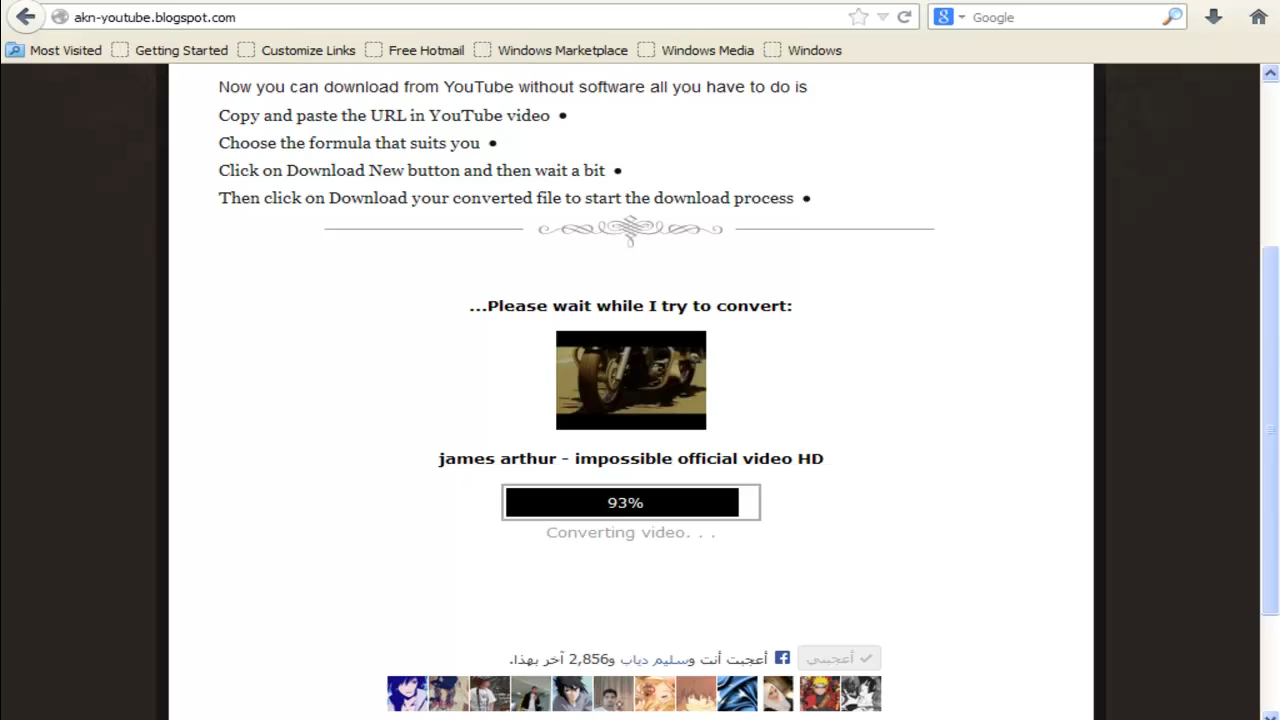 akn-youtube.blogspot.com
Google
Most Visited Getting Started Customize Links Free Hotmail Windows Marketplace Windows Media Windows
Now you can download from YouTube without software all you have to do is
Copy and paste the URL in YouTube video •
Choose the formula that suits you •
Click on Download New button and then wait a bit •
Then click on Download your converted file to start the download process •
...Please wait while I try to convert:
james arthur - impossible official video HD
93%
Converting video. . .
أعجبني
أعجبت أنت وسليم دياب و2,856 آخر بهذا.